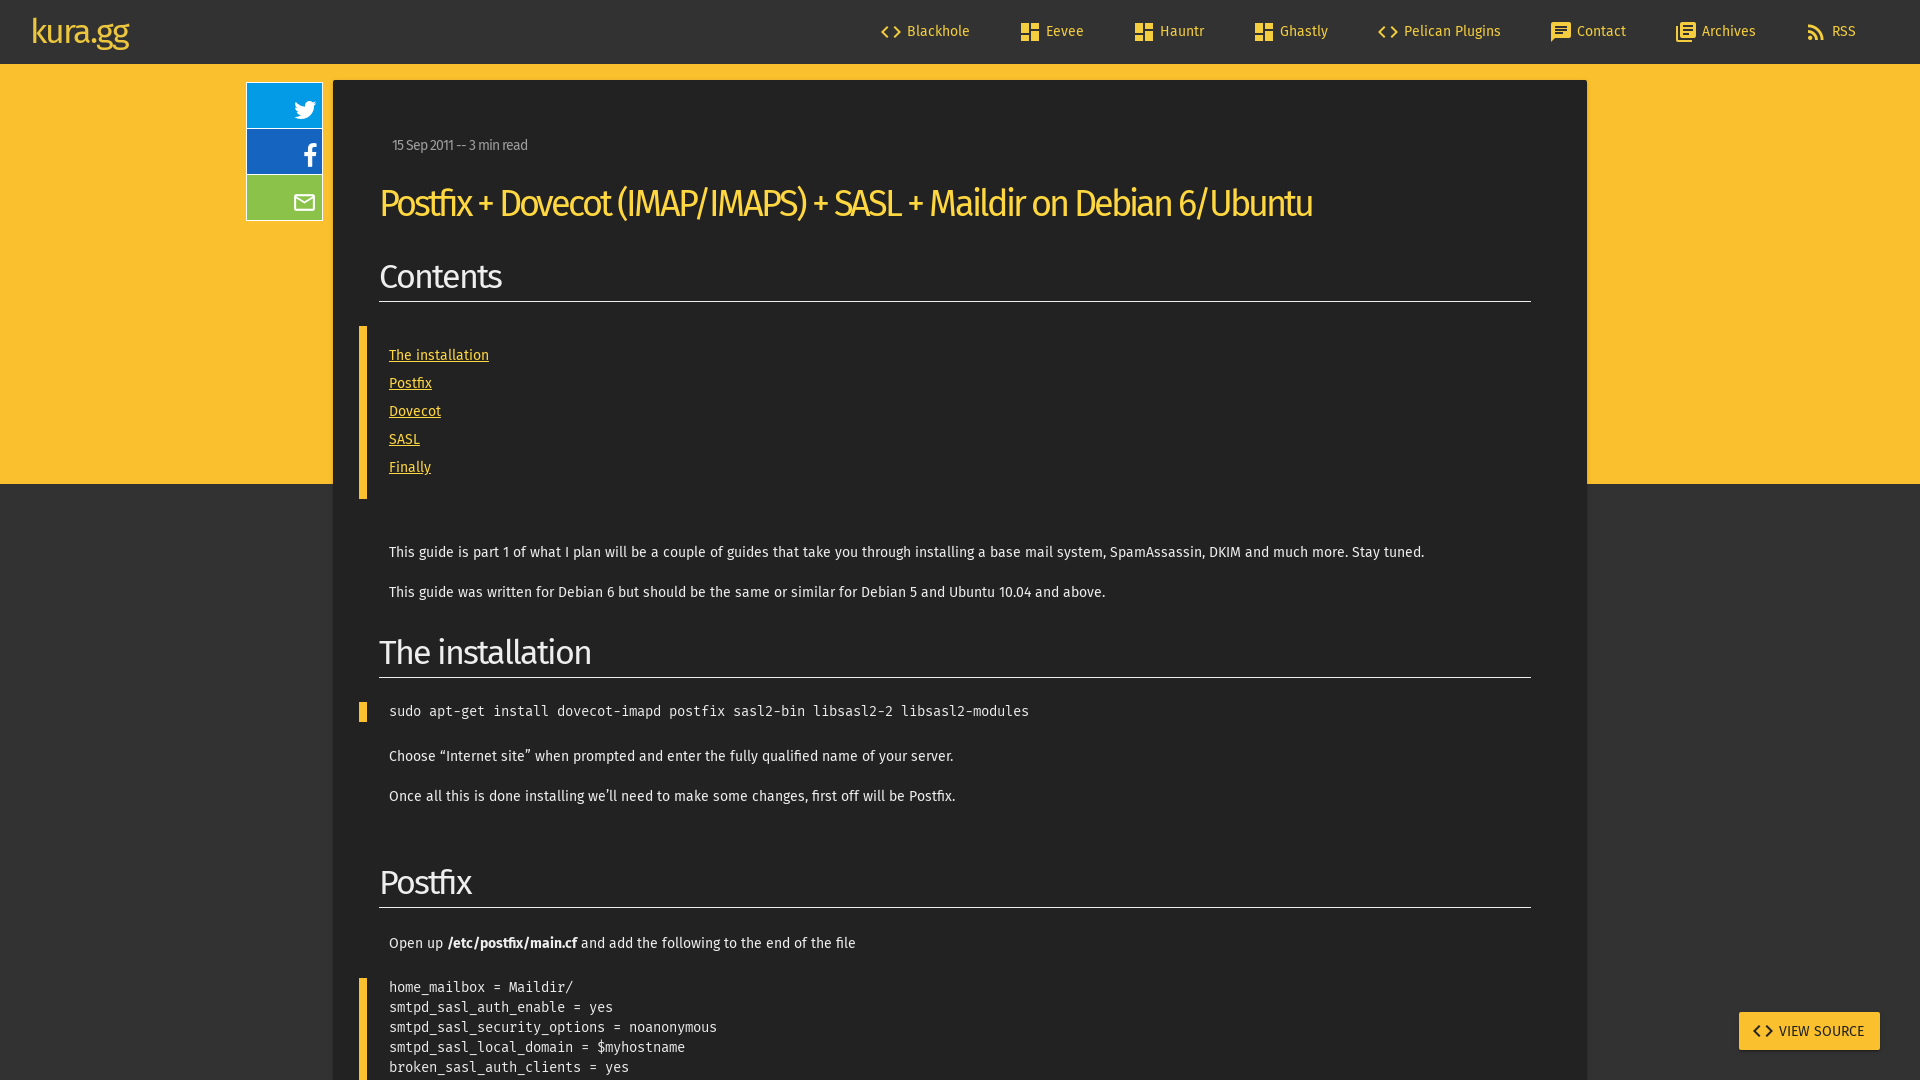 kura.gg
Blackhole
Eevee
Hauntr
Ghastly
Pelican Plugins
Contact
Archives
RSS
15 Sep 2011 -- 3 min read
Postfix + Dovecot (IMAP/IMAPS) + SASL + Maildir on Debian 6/Ubuntu
Contents
The installation
Postfix
Dovecot
SASL
Finally
This guide is part 1 of what I plan will be a couple of guides that take you through installing a base mail system, SpamAssassin, DKIM and much more. Stay tuned.
This guide was written for Debian 6 but should be the same or similar for Debian 5 and Ubuntu 10.04 and above.
The installation
sudo apt-get install dovecot-imapd postfix sasl2-bin libsasl2-2 libsasl2-modules
Choose “Internet site” when prompted and enter the fully qualified name of your server.
Once all this is done installing we’ll need to make some changes, first off will be Postfix.
Postfix
Open up /etc/postfix/main.cf and add the following to the end of the file
home_mailbox = Maildir/
smtpd_sasl_auth_enable = yes
smtpd_sasl_security_options = noanonymous
smtpd_sasl_local_domain = $myhostname
broken_sasl_auth_clients = yes
VIEW SOURCE